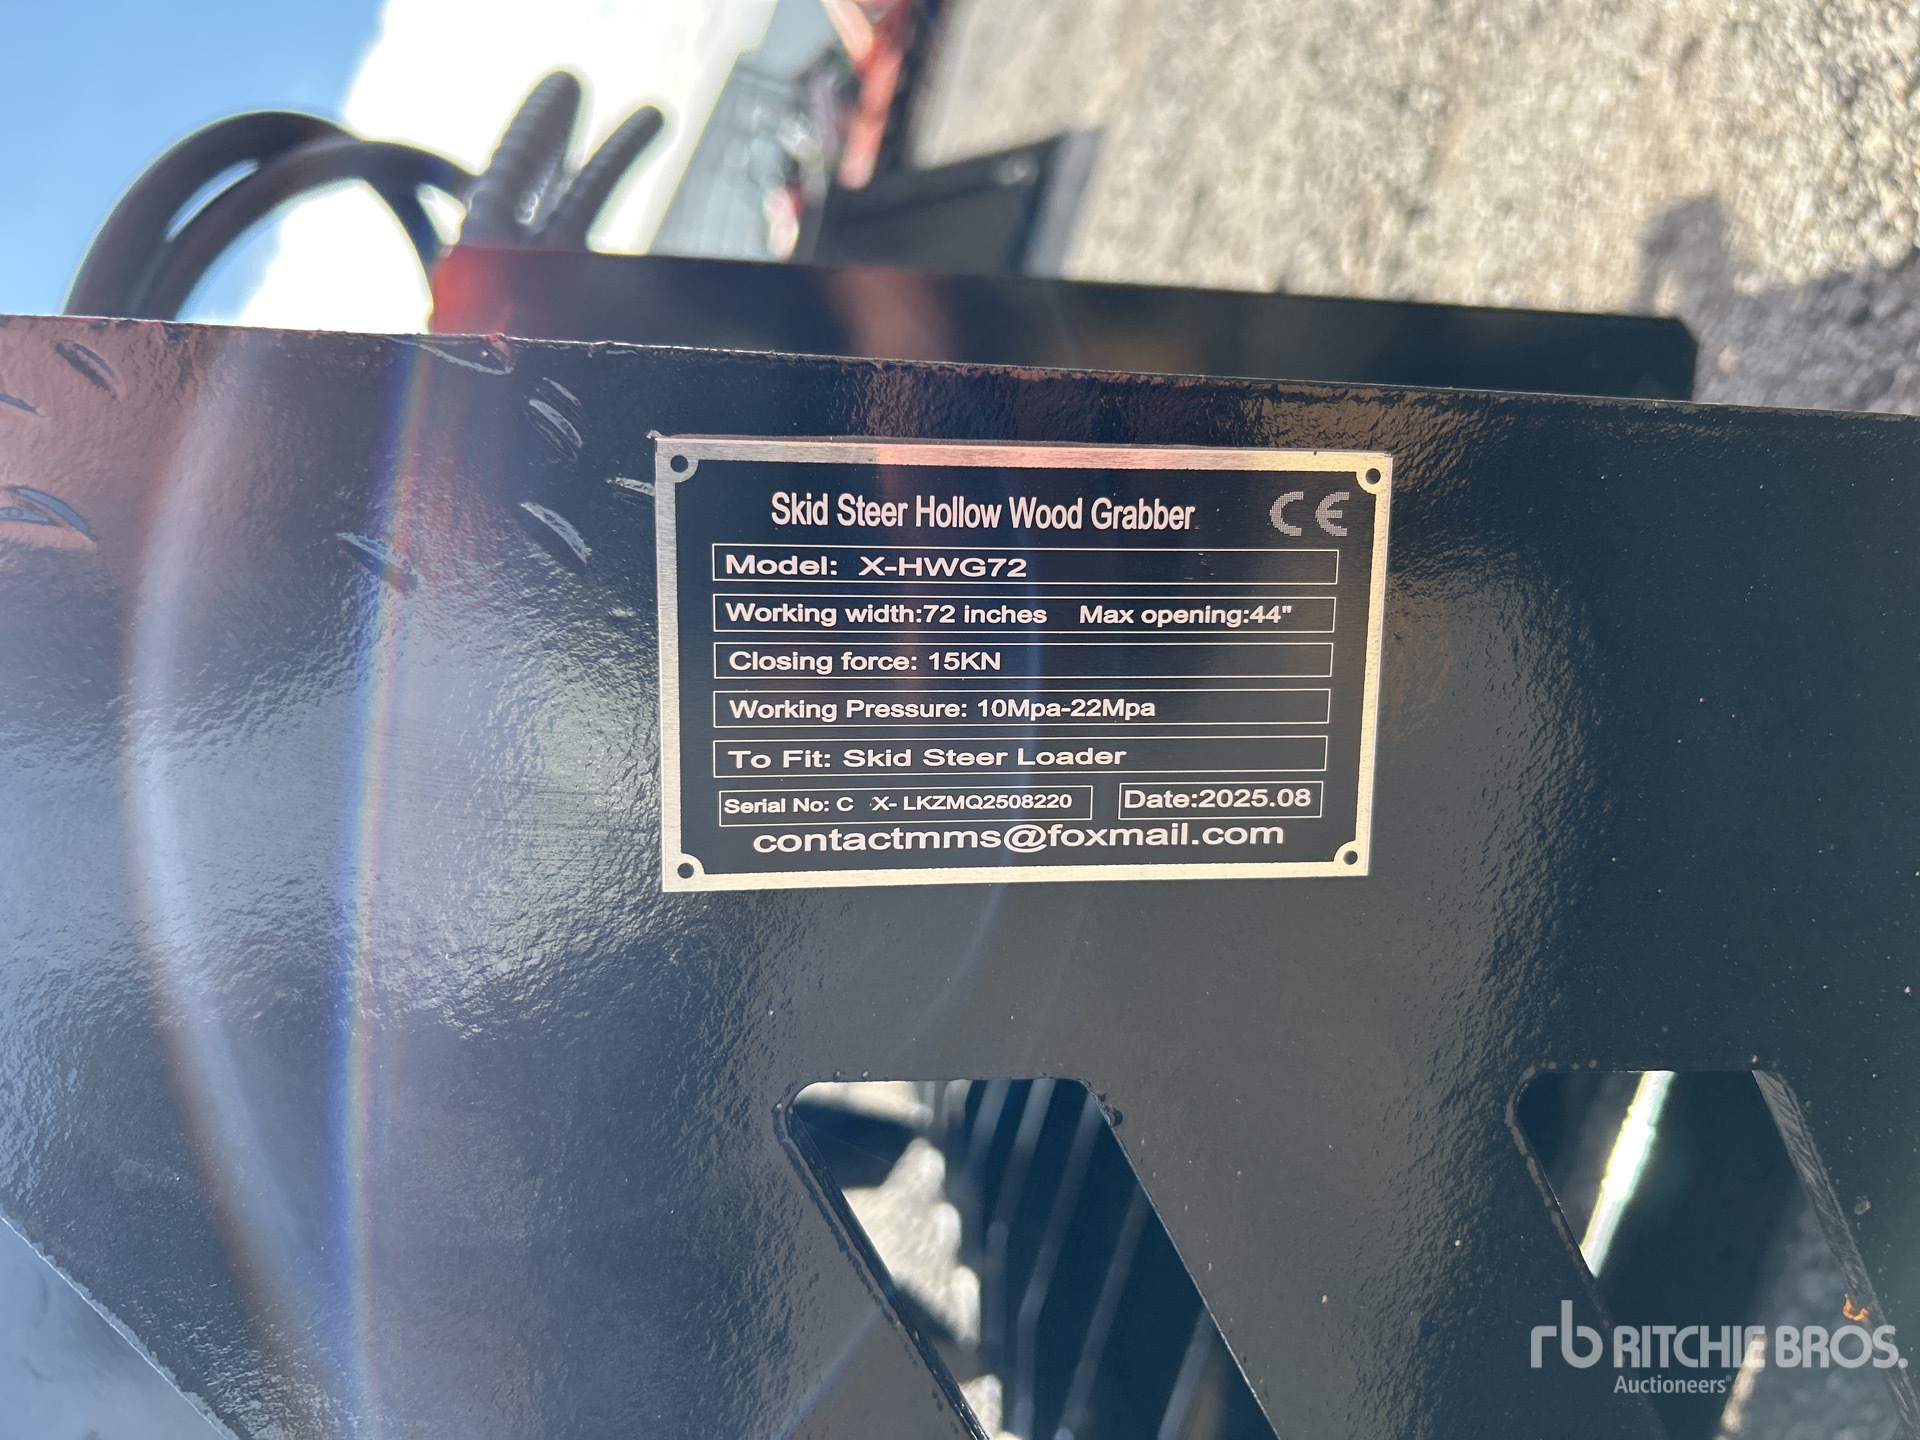 Skid Steer Hollow Wood Grabber CE
Model: X-HWG72
Working width:72 inches Max opening:44"
Closing force: 15KN
Working Pressure: 10Mpa-22Mpa
To Fit: Skid Steer Loader
Serial No: C X- LKZMQ2508220 Date:2025.08
contactmms@foxmail.com
rb RITCHIE BROS.
Auctioneers